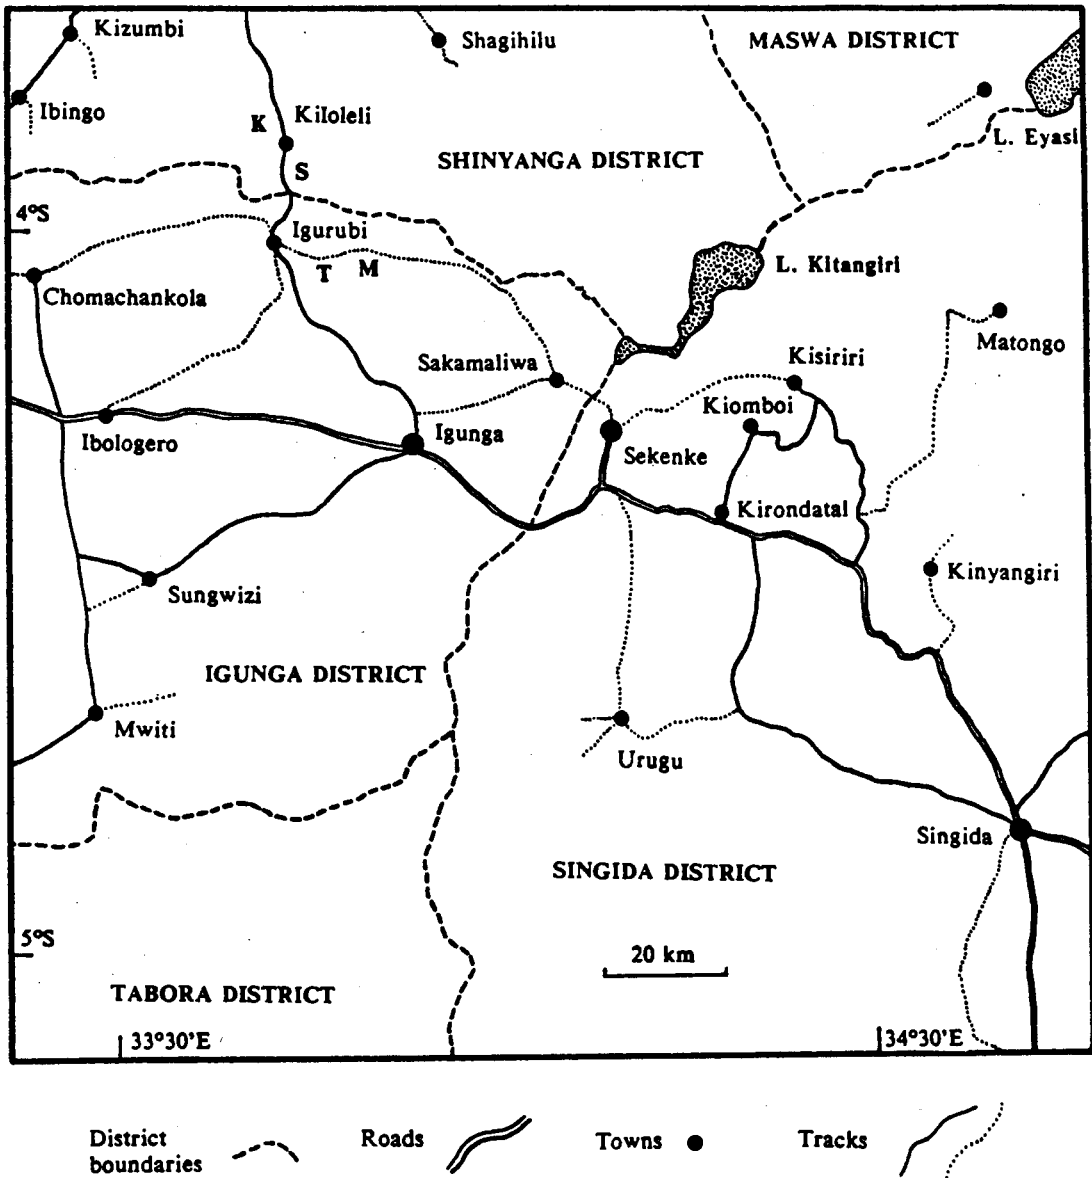 Kizumbi
Shagihilu
MASWA DISTRICT
Ibingo
K
Kiloleli
L. Eyasi
S
SHINYANGA DISTRICT
4°S
Igurubi
T M
L. Kitangiri
Chomachankola
Matongo
Sakamaliwa
Kisiriri
Kiomboi
Ibologero
Igunga
Sekenke
Kirondatal
Sungwizi
Kinyangiri
IGUNGA DISTRICT
Mwiti
Urugu
Singida
SINGIDA DISTRICT
5°S
20 km
TABORA DISTRICT
33°30'E
34°30'E
District
boundaries
Roads
Towns
Tracks